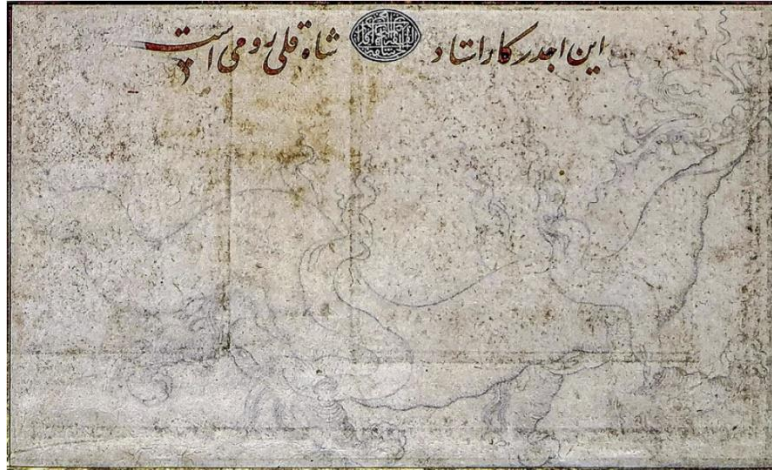 این اجدر کار استاد شاه قلی رومی است